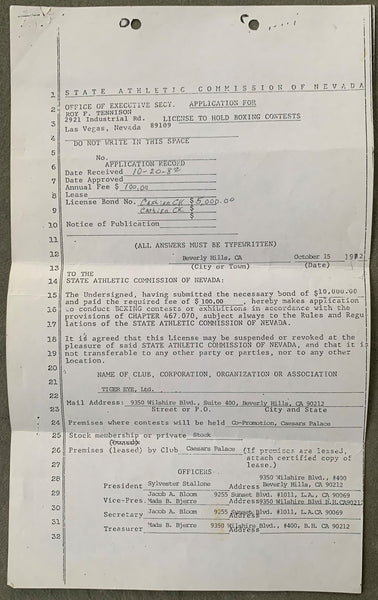 1 STATE ATHLETIC COMMISSION OF NEVADA
2 OFFICE OF EXECUTIVE SECY. APPLICATION FOR
ROY F. TENNISON
3 2921 Industrial Rd. LICENSE TO HOLD BOXING CONTESTS
Las Vegas, Nevada 89109
4
DO NOT WRITE IN THIS SPACE
5
No.
6 APPLICATION RECORD
Date Received 10-20-82
7 Date Approved
Annual Fee $ 100.00
8 Lease
License Bond No. Cashier CK $ 5,000.00
9 Cashier CK $
10
Notice of Publication
11
(ALL ANSWERS MUST BE TYPEWRITTEN)
12
Beverly Hills, CA October 15 1982
13 (City or Town) (Date)
TO THE
14 STATE ATHLETIC COMMISSION OF NEVADA:
15 The Undersigned, having submitted the necessary bond of $10,000.00
and paid the required fee of $ 100.00, hereby makes application
16 to conduct BOXING contests or exhibitions in accordance with the
provisions of CHAPTER 467.070, subject always to the Rules and Regu
17 lations of the STATE ATHLETIC COMMISSION OF NEVADA.
18 It is agreed that this License may be suspended or revoked at the
pleasure of said STATE ATHLETIC COMMISSION OF NEVADA, and that it is
19 not transferable to any other party or parties, nor to any other
location.
20
NAME OF CLUB, CORPORATION, ORGANIZATION OR ASSOCIATION
21
TIGER EYE, Ltd.
22
Mail Address: 9350 Wilshire Blvd., Suite 400, Beverly Hills, CA 90212
23 Street or P.O. City and State
24 Premises where contests will be held Co-Promotion, Caesars Palace
25 Stock membership or private Stock
26 Premises (leased) by Club Caesars Palace (If premises are leased,
attach certified copy of
27 lease.)
OFFICERS
28 9350 Wilshire Blvd., #400
President Sylvester Stallone Address Beverly Hills, CA 90212
29 Jacob A. Bloom 9255 Sunset Blvd. #1011, L.A., CA 90069
Vice-Pres Mads B. Bjerre Address 9350 Wilshire Blvd B.H. CA 90212
30 Jacob A. Bloom 9255 Sunset Blvd., #1011, L.A. CA 90069
Secretary Address
31 Mads B. Bjerre 9350 Wilshire Blvd., #400, B.H. CA 90212
Treasurer Address
32